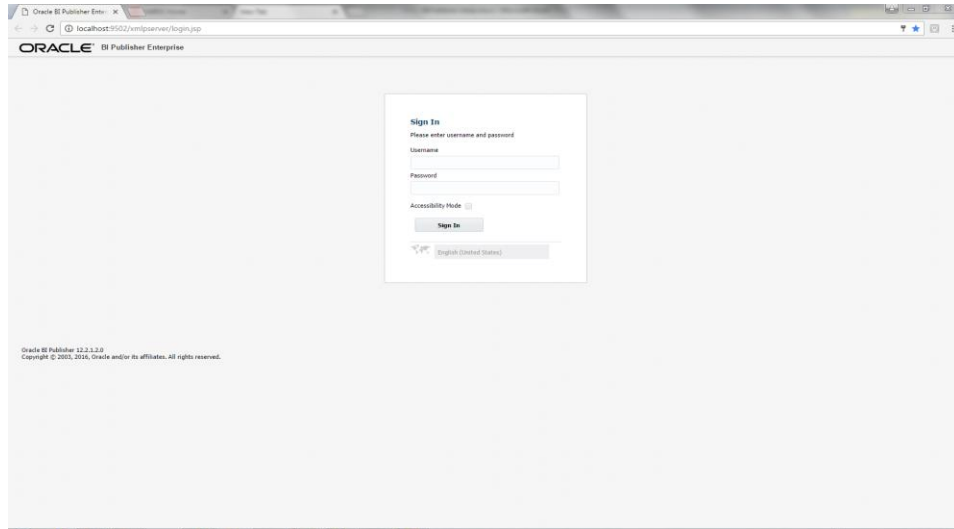 Oracle BI Publisher Enter
localhost:9502/xmlpserver/login.jsp
ORACLE BI Publisher Enterprise
Sign In
Please enter username and password
Username
Password
Accessibility Mode
Sign In
English (United States)
Oracle BI Publisher 12.2.1.2.0
Copyright © 2003, 2016, Oracle and/or its affiliates. All rights reserved.